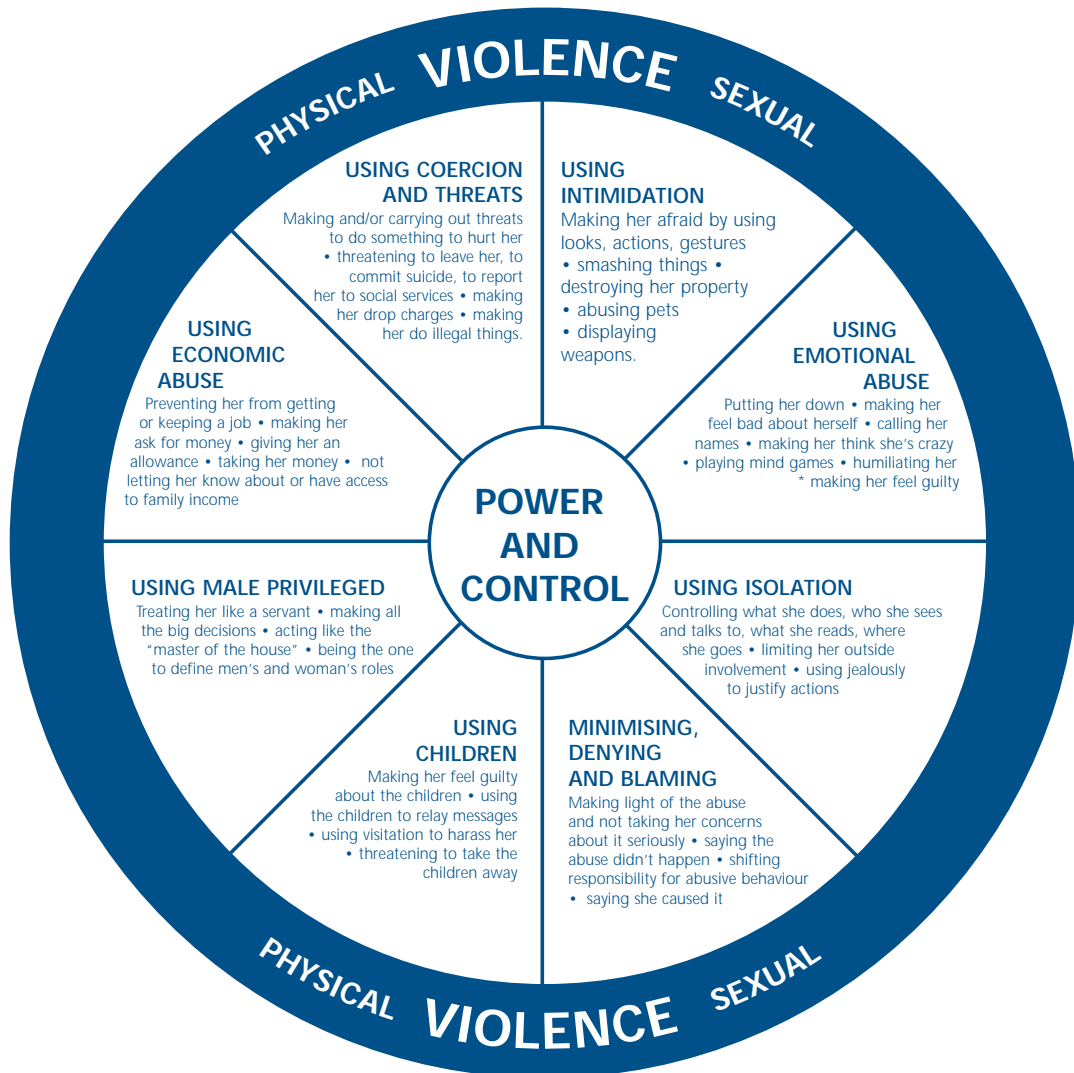 PHYSICAL VIOLENCE SEXUAL
USING COERCION
AND THREATS
Making and/or carrying out threats
to do something to hurt her
• threatening to leave her, to
commit suicide, to report
her to social services • making
her drop charges • making
her do illegal things.
USING
INTIMIDATION
Making her afraid by using
looks, actions, gestures
• smashing things •
destroying her property
• abusing pets
• displaying
weapons.
USING
ECONOMIC
ABUSE
Preventing her from getting
or keeping a job • making her
ask for money • giving her an
allowance • taking her money • not
letting her know about or have access
to family income
USING
EMOTIONAL
ABUSE
Putting her down • making her
feel bad about herself • calling her
names • making her think she's crazy
• playing mind games • humiliating her
* making her feel guilty
POWER
AND
CONTROL
USING MALE PRIVILEGED
Treating her like a servant • making all
the big decisions • acting like the
“master of the house” • being the one
to define men's and woman's roles
USING ISOLATION
Controlling what she does, who she sees
and talks to, what she reads, where
she goes • limiting her outside
involvement • using jealously
to justify actions
USING
CHILDREN
Making her feel guilty
about the children • using
the children to relay messages
• using visitation to harass her
• threatening to take the
children away
MINIMISING,
DENYING
AND BLAMING
Making light of the abuse
and not taking her concerns
about it seriously • saying the
abuse didn't happen • shifting
responsibility for abusive behaviour
• saying she caused it
PHYSICAL VIOLENCE SEXUAL